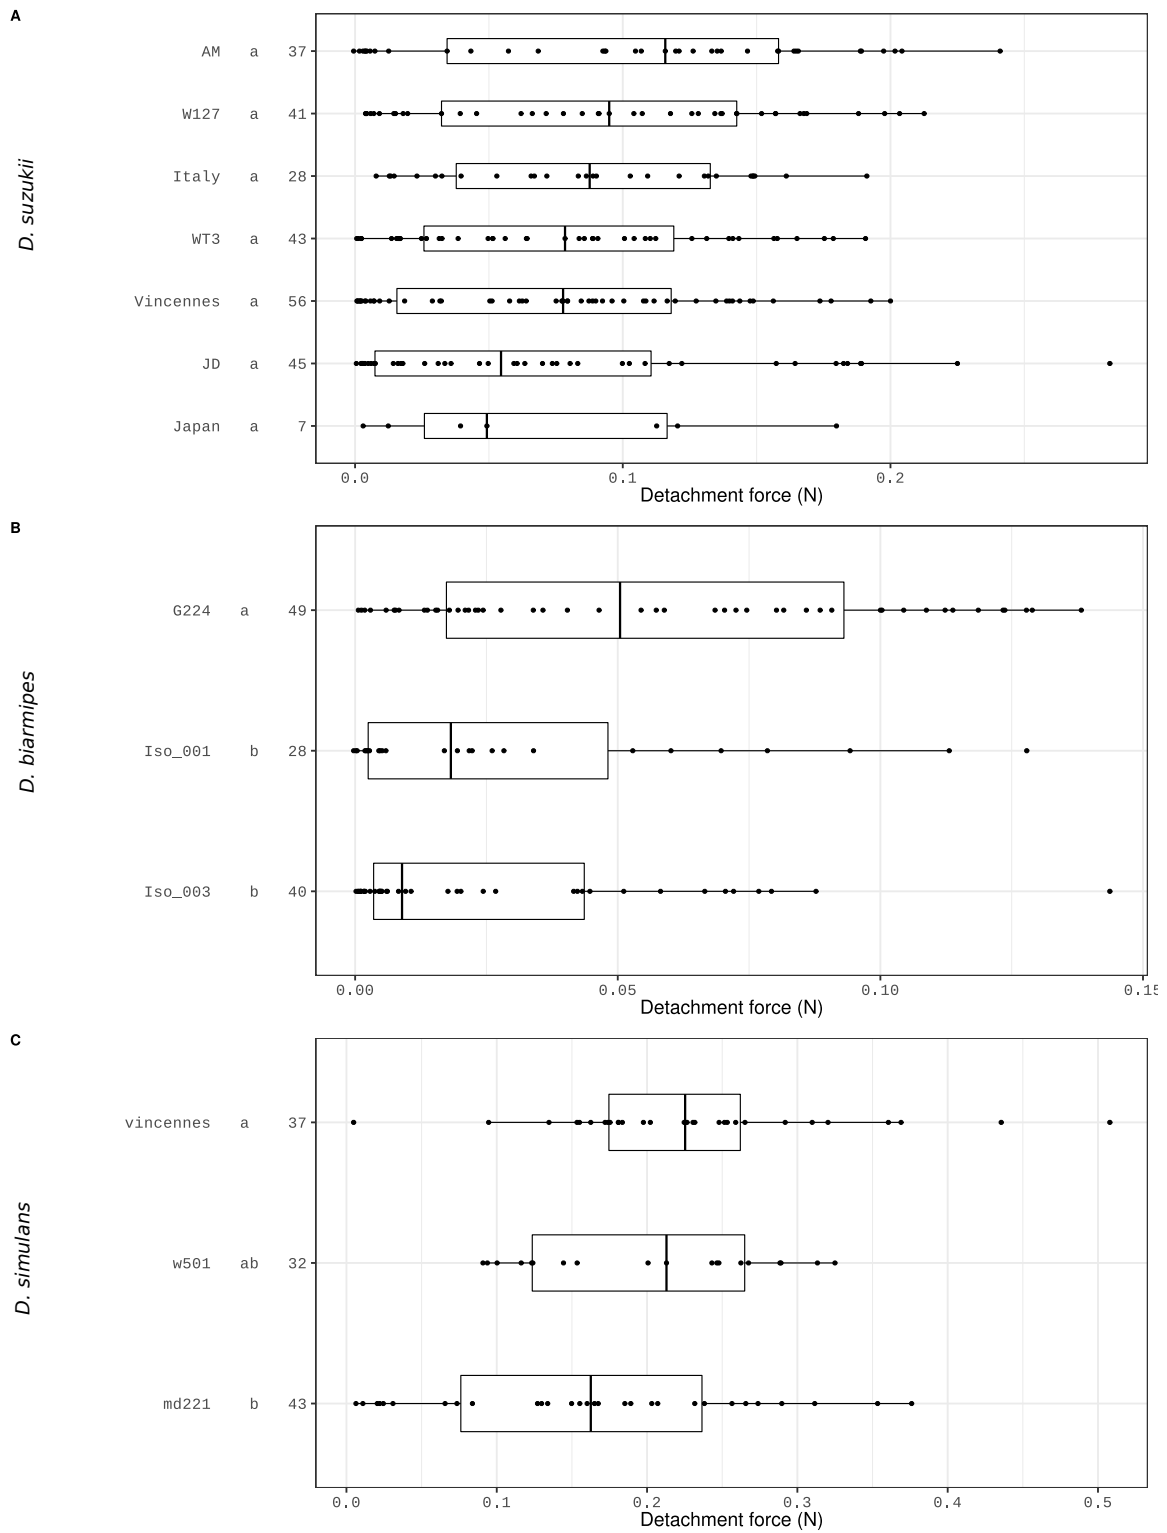 A
D. suzukii
AM a 37
W127 a 41
Italy a 28
WT3 a 43
Vincennes a 56
JD a 45
Japan a 7
0.0 0.1 0.2
Detachment force (N)
B
D. biarmipes
G224 a 49
Iso_001 b 28
Iso_003 b 40
0.00 0.05 0.10 0.15
Detachment force (N)
C
D. simulans
vincennes a 37
w501 ab 32
md221 b 43
0.0 0.1 0.2 0.3 0.4 0.5
Detachment force (N)